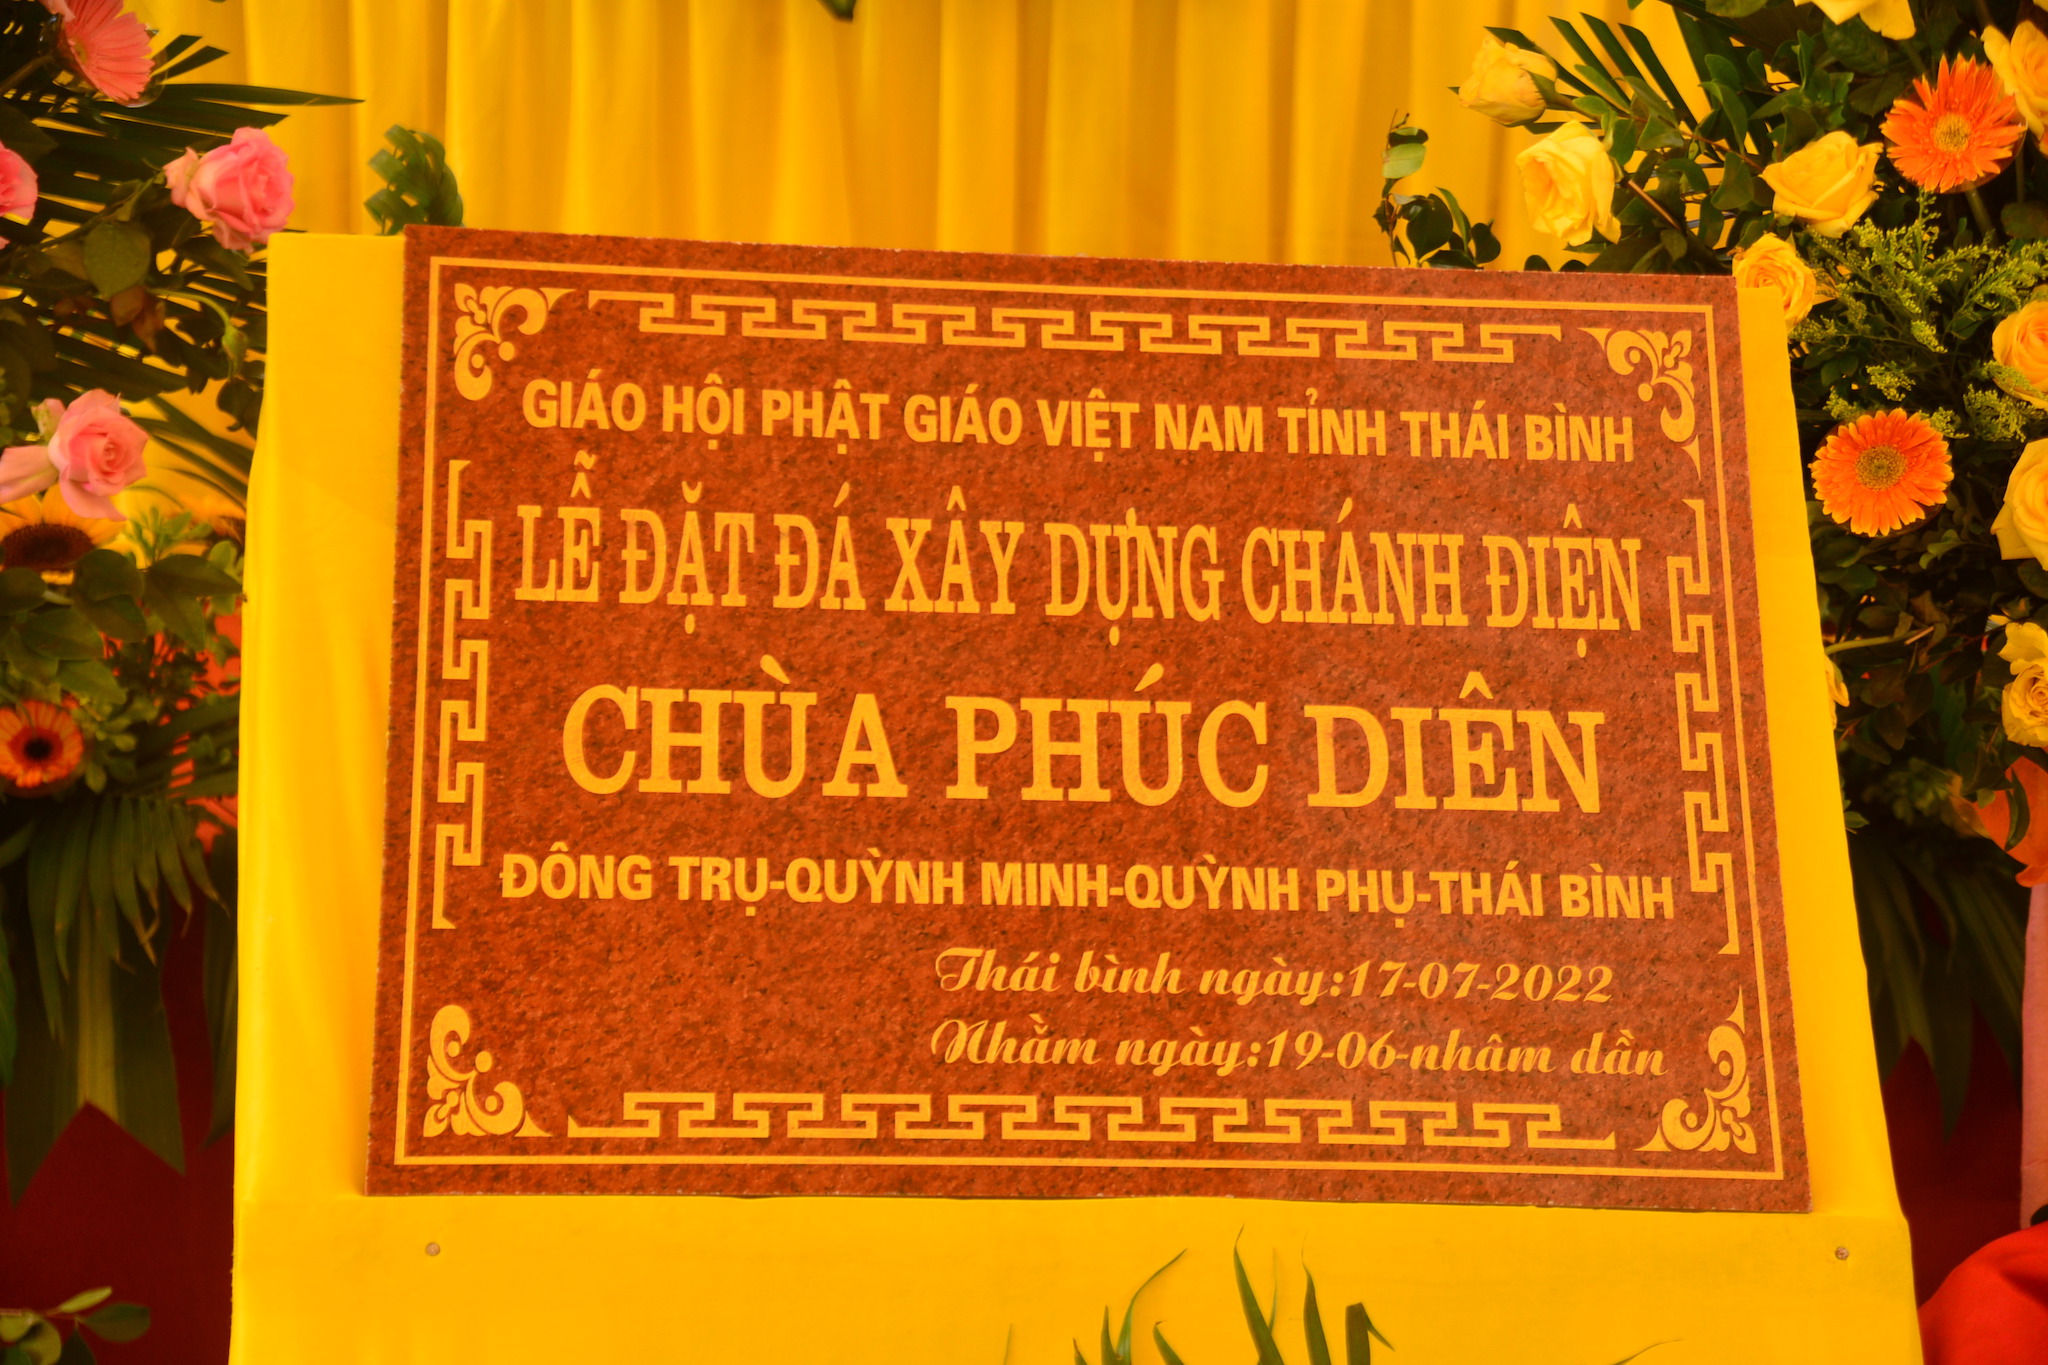 GIÁO HỘI PHẬT GIÁO VIỆT NAM TỈNH THÁI BÌNH
LỄ ĐẶT ĐÁ XÂY DỰNG CHÁNH ĐIỆN
CHÙA PHÚC DIÊN
ĐÔNG TRỤ-QUỲNH MINH-QUỲNH PHỤ-THÁI BÌNH
Thái bình ngày:17-07-2022
Nhằm ngày:19-06-nhâm dần